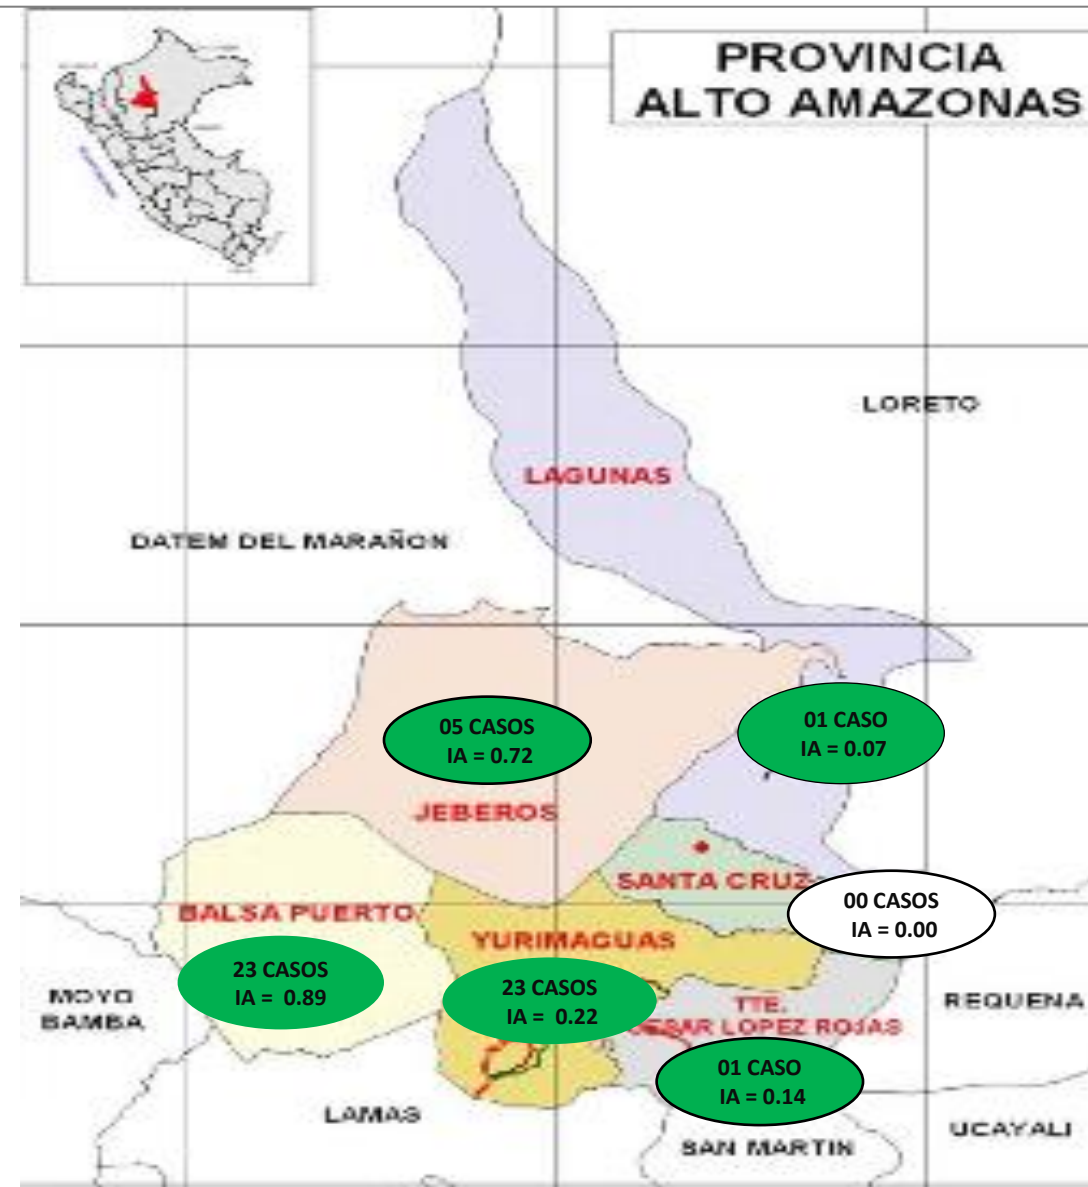 PROVINCIA
ALTO AMAZONAS
LORETO
LAGUNAS
DATEM DEL MARAÑON
05 CASOS
IA = 0.72
01 CASO
IA = 0.07
JEBEROS
SANTA CRUZ
00 CASOS
IA = 0.00
BALSA PUERTO
YURIMAGUAS
23 CASOS
IA = 0.89
23 CASOS
IA = 0.22
MOYO
BAMBA
TTE.
ESAR LOPEZ ROJAS
REQUENA
01 CASO
IA = 0.14
LAMAS
SAN MARTIN
UCAYALI